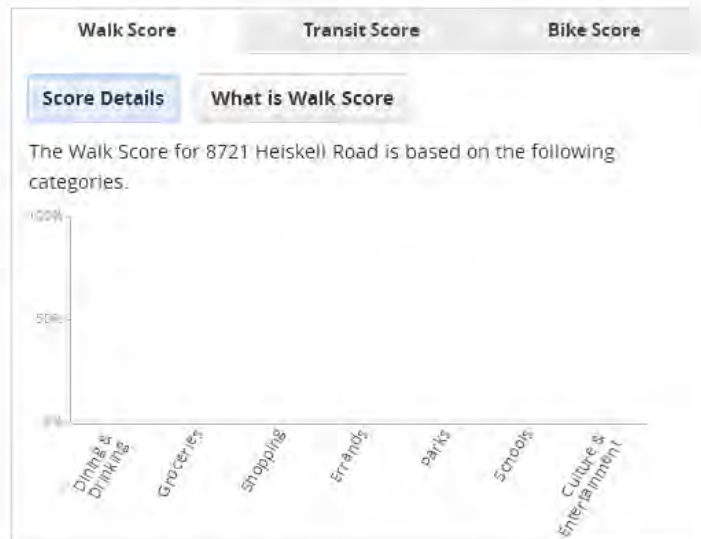 Walk Score
Transit Score
Bike Score
Score Details
What is Walk Score
The Walk Score for 8721 Heiskell Road is based on the following
categories.
100%
50%
0%
Dining &
Drinking
Groceries
Shopping
Errands
Parks
Schools
Culture &
Entertainment